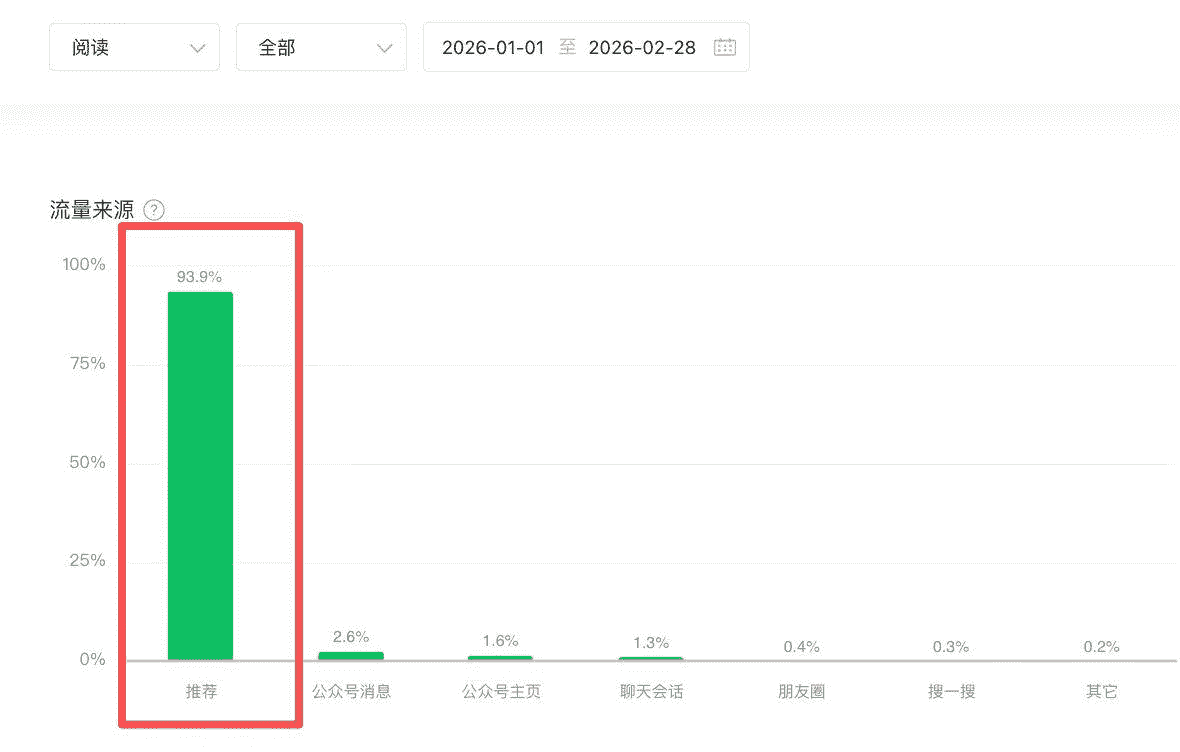 阅读 全部 2026-01-01 至 2026-02-28
流量来源 ?
100%
93.9%
75%
50%
25%
2.6% 1.6% 1.3% 0.4% 0.3% 0.2%
0%
推荐 公众号消息 公众号主页 聊天会话 朋友圈 搜一搜 其它